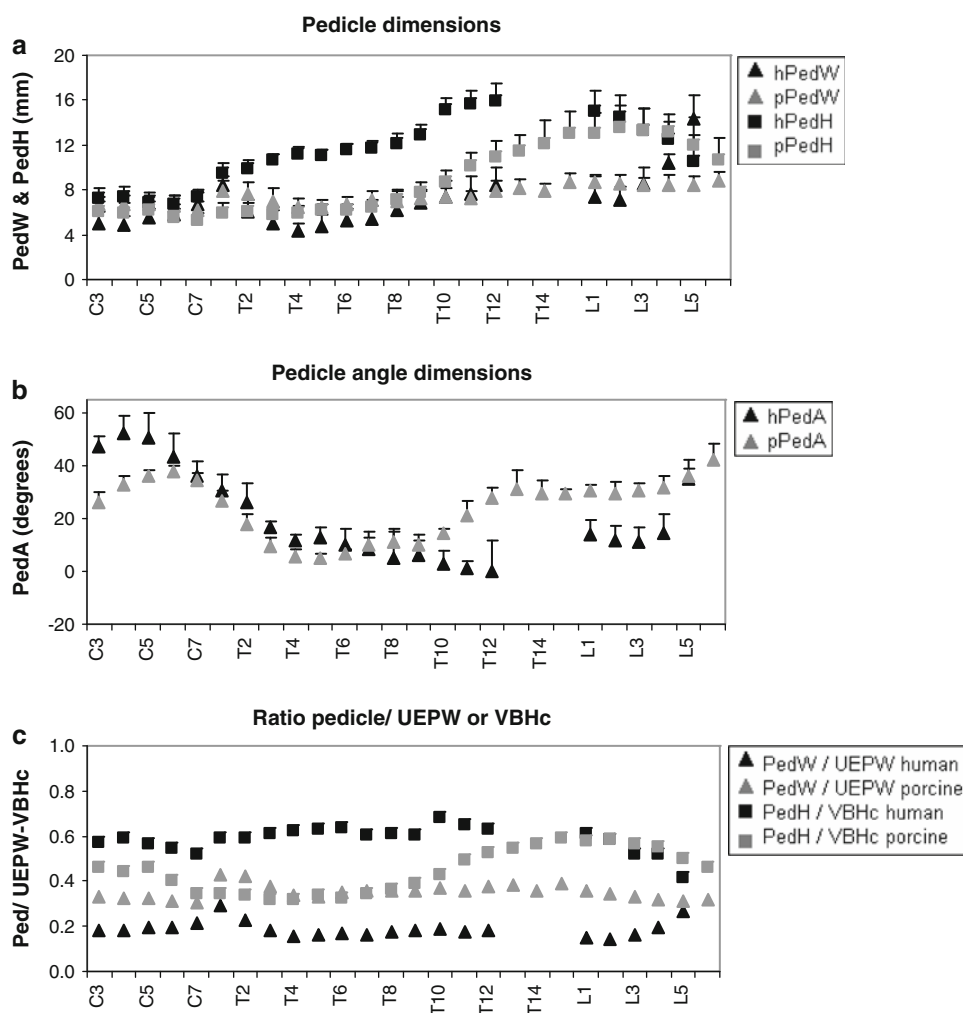 Pedicle dimensions
a
PedW & PedH (mm)
20
16
12
8
4
0
C3
C5
C7
T2
T4
T6
T8
T10
T12
T14
L1
L3
L5
hPedW
pPedW
hPedH
pPedH
Pedicle angle dimensions
b
PedA (degrees)
60
40
20
0
-20
C3
C5
C7
T2
T4
T6
T8
T10
T12
T14
L1
L3
L5
hPedA
pPedA
Ratio pedicle/ UEPW or VBHc
c
Ped/ UEPW-VBHc
1.0
0.8
0.6
0.4
0.2
0.0
C3
C5
C7
T2
T4
T6
T8
T10
T12
T14
L1
L3
L5
PedW / UEPW human
PedW / UEPW porcine
PedH / VBHc human
PedH / VBHc porcine